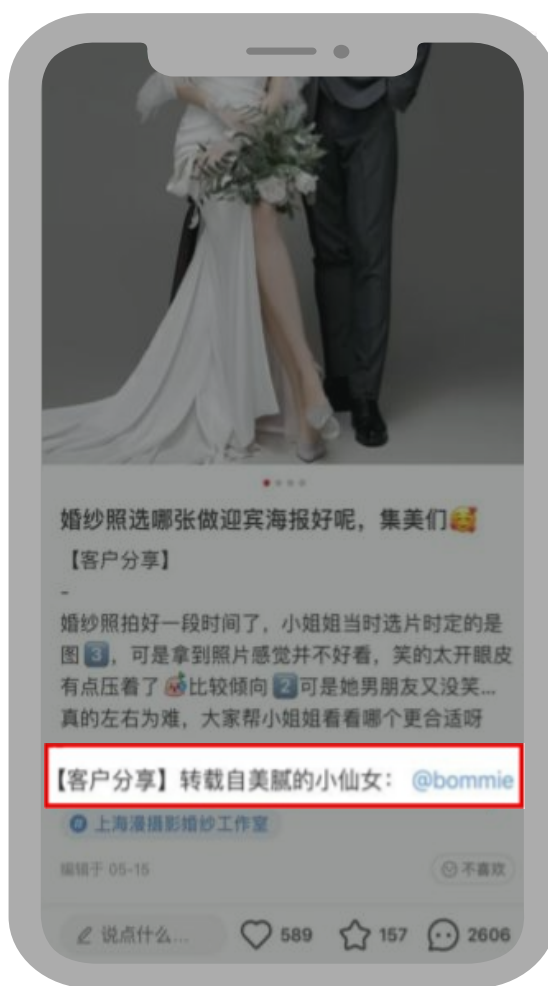 婚纱照选哪张做迎宾海报好呢，集美们🥰
【客户分享】
-
婚纱照拍好一段时间了，小姐姐当时选片时定的是
图3️⃣，可是拿到照片感觉并不好看，笑的太开眼皮
有点压着了比较倾向2️⃣可是她男朋友又没笑...
真的左右为难，大家帮小姐姐看看哪个更合适呀
【客户分享】转载自美腻的小仙女： @bommie
上海漫摄影婚纱工作室
编辑于 05-15
不喜欢
说点什么...
589
157
2606